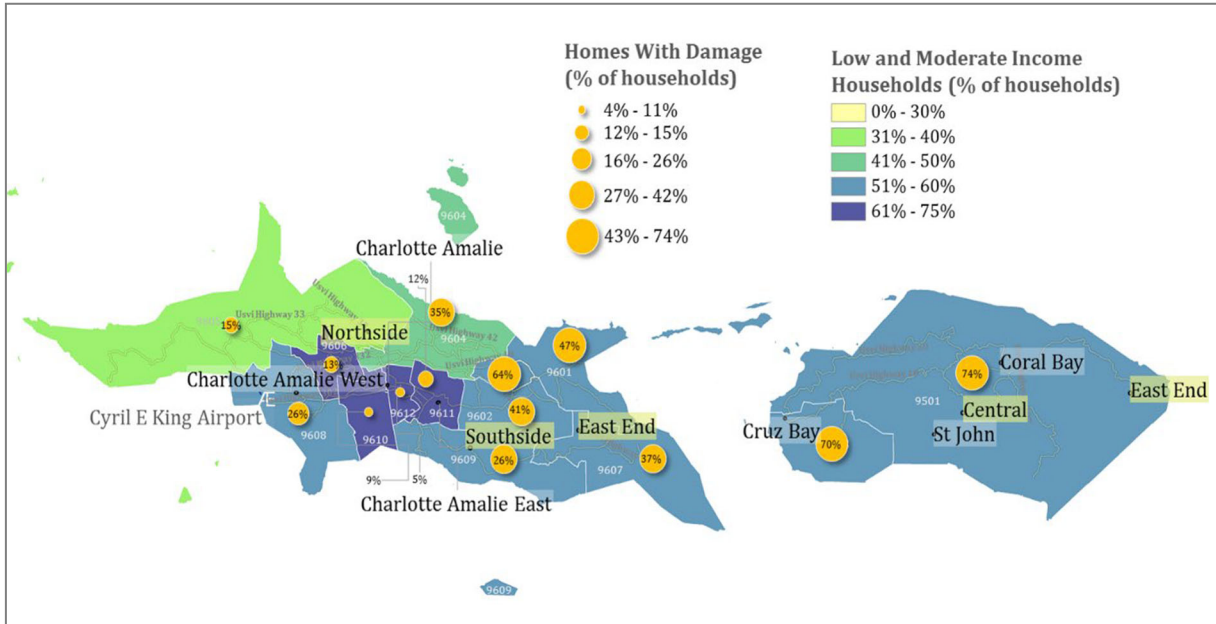 Homes With Damage
(% of households)
4% - 11%
12% - 15%
16% - 26%
27% - 42%
43% - 74%
Low and Moderate Income
Households (% of households)
0% - 30%
31% - 40%
41% - 50%
51% - 60%
61% - 75%
9604
Charlotte Amalie
12%
Usvi Highway
Usvi Highway 33
15%
35%
Northside
Usvi Highway 42
9604
47%
9601
13%
64%
Charlotte Amalie West
Cyril E King Airport
26%
9608
9610
9612
9611
9602
41%
Southside
East End
9609
26%
9607
37%
9%
5%
Charlotte Amalie East
9609
74%
Coral Bay
East End
9501
Central
Cruz Bay
70%
St John